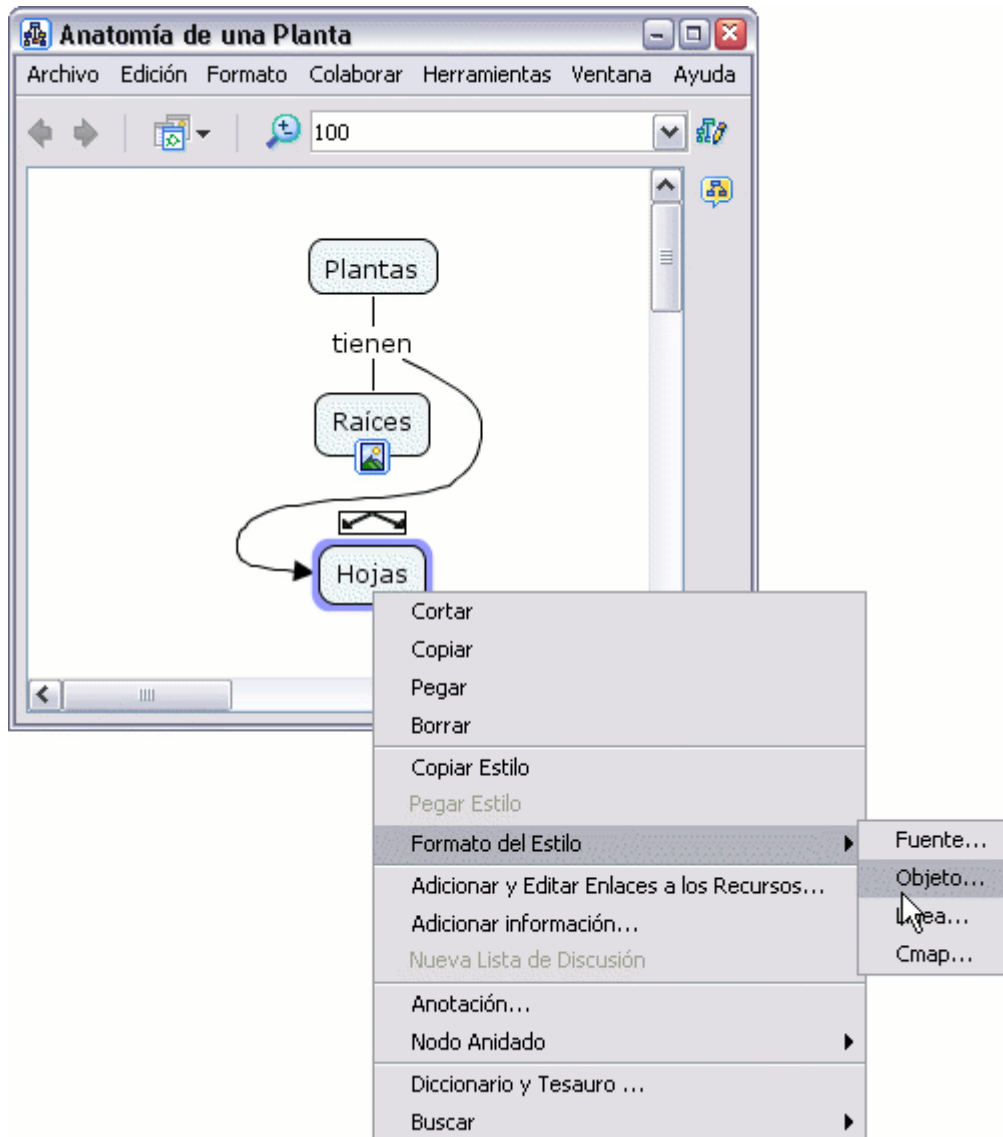 Anatomía de una Planta
Archivo Edición Formato Colaborar Herramientas Ventana Ayuda
100
Plantas
tienen
Raíces
Hojas
Cortar
Copiar
Pegar
Borrar
Copiar Estilo
Pegar Estilo
Formato del Estilo
Adicionar y Editar Enlaces a los Recursos...
Adicionar información...
Nueva Lista de Discusión
Anotación...
Nodo Anidado
Diccionario y Tesauro ...
Buscar
Fuente...
Objeto...
Línea...
Cmap...